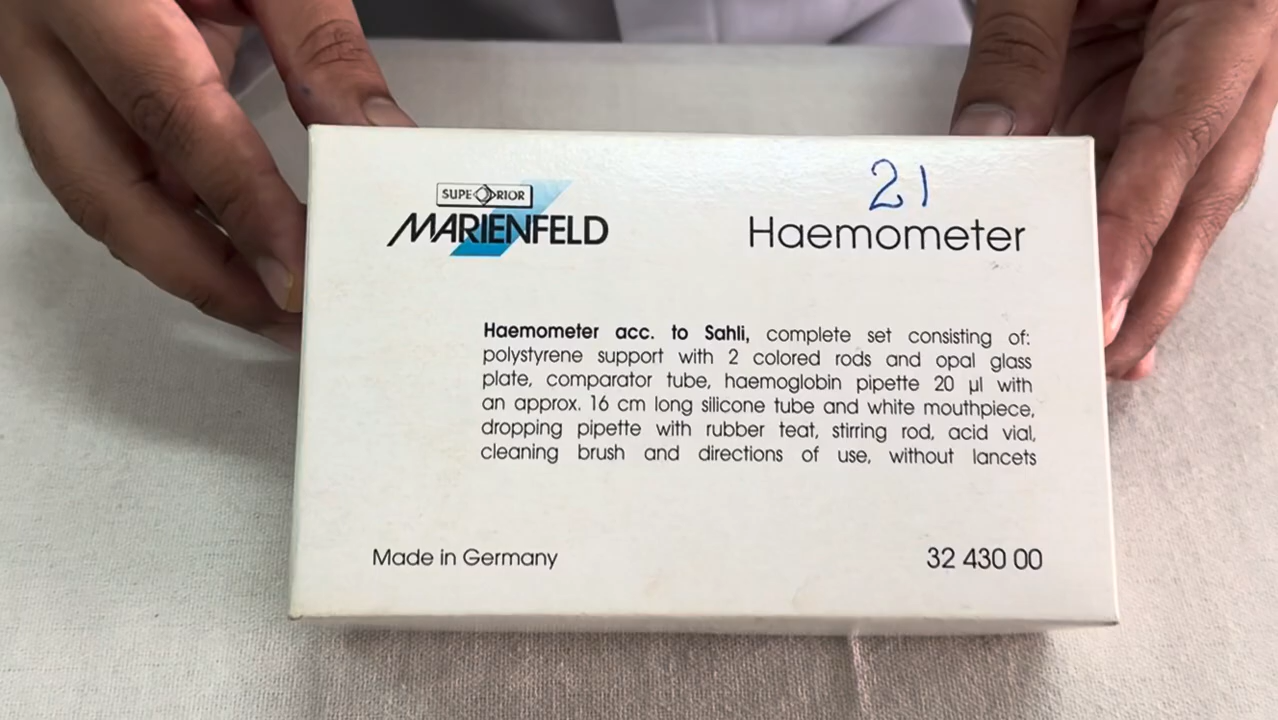 SUPERIOR
MARIENFELD
21
Haemometer
Haemometer acc. to Sahli, complete set consisting of:
polystyrene support with 2 colored rods and opal glass
plate, comparator tube, haemoglobin pipette 20 µl with
an approx. 16 cm long silicone tube and white mouthpiece,
dropping pipette with rubber teat, stirring rod, acid vial,
cleaning brush and directions of use, without lancets
Made in Germany
32 430 00